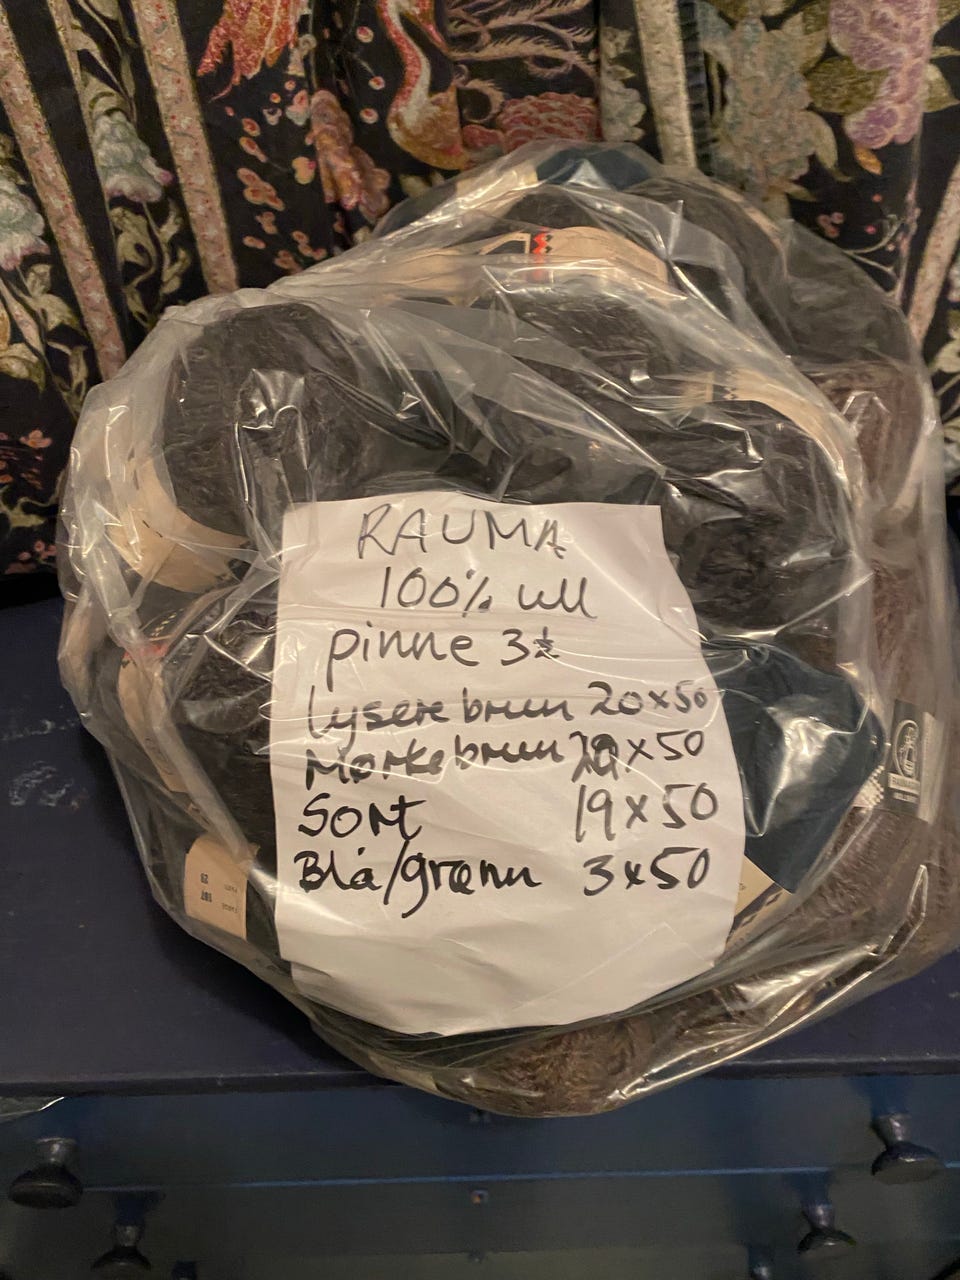 RAUMA
100% ull
pinne 3½
Lysere brun 20x50
Mørke brun x50
Sort 19x50
Blå/grønn 3x50